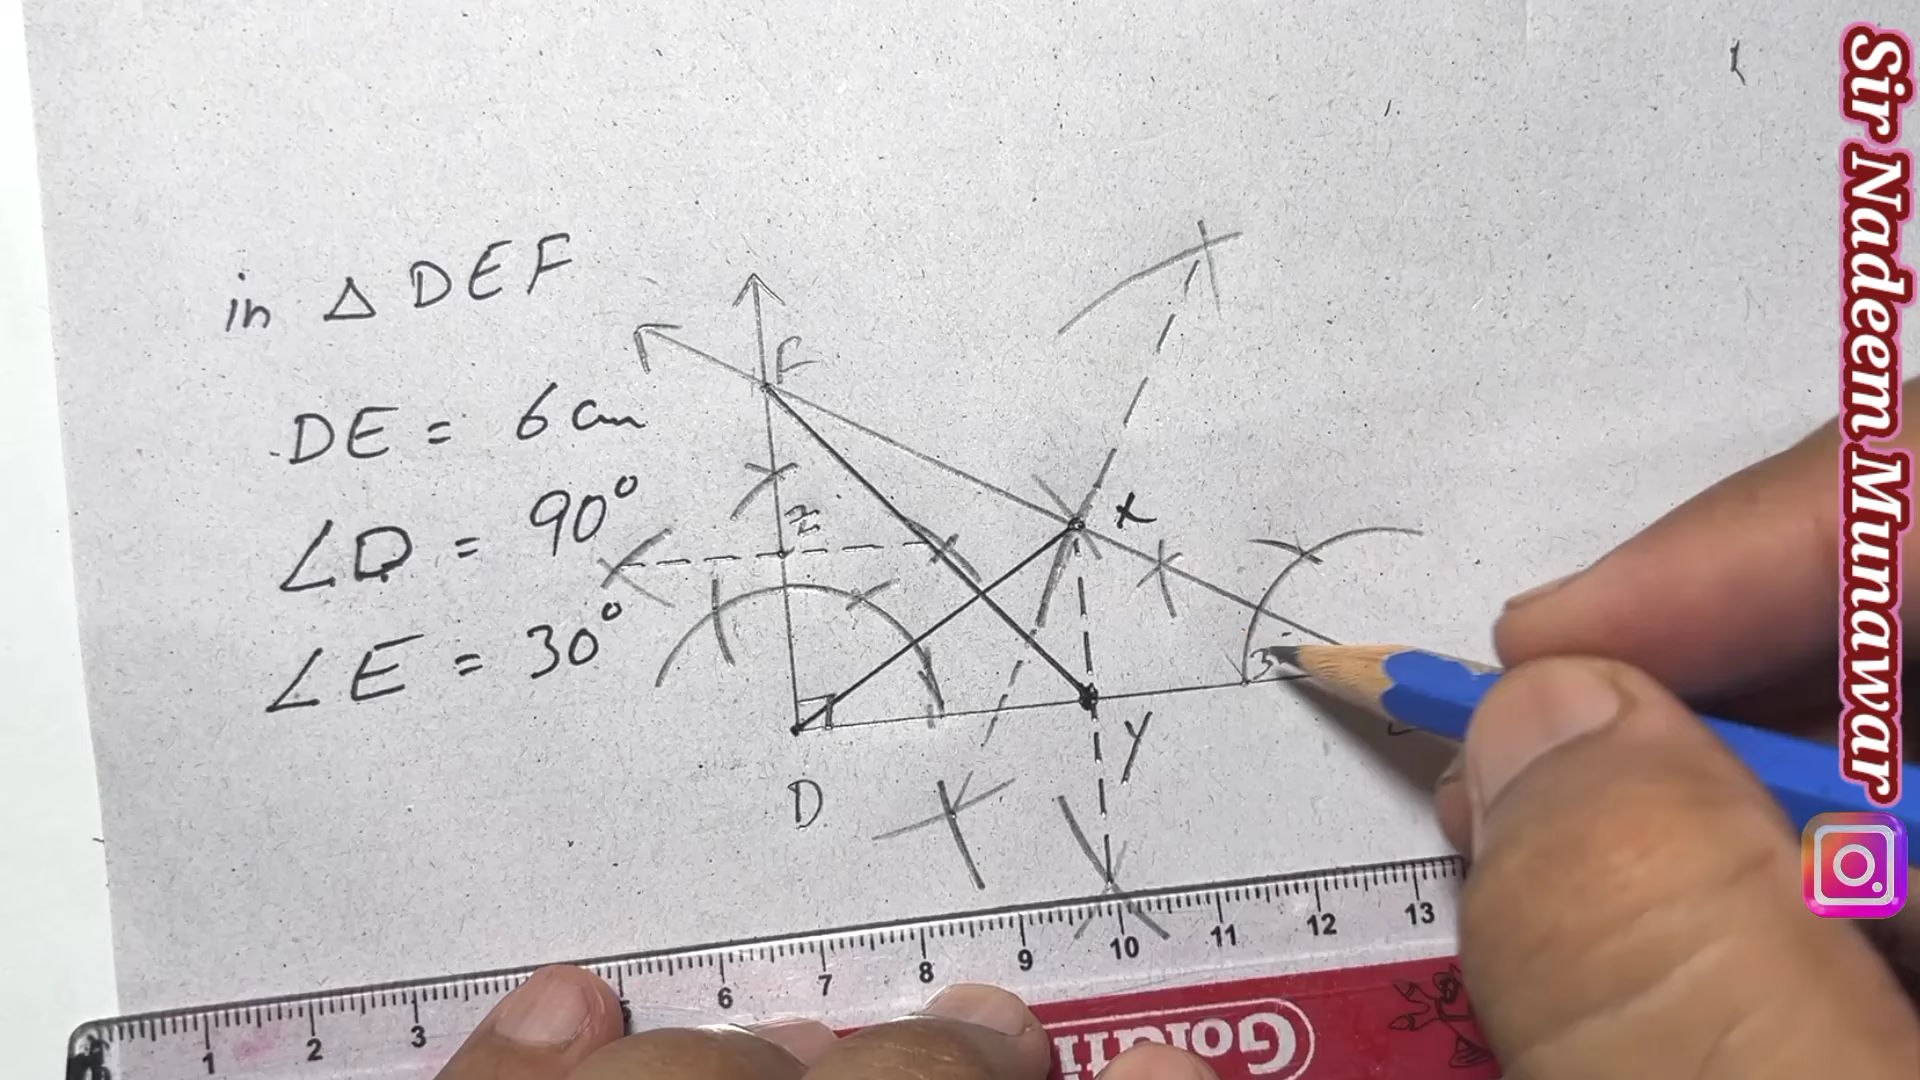 in △ DEF
DE = 6 cm
∠D = 90°
∠E = 30°
F
Z
X
Y
D
3
1 2 3 6 7 8 9 10 11 12 13
Sir Nadeem Munawar